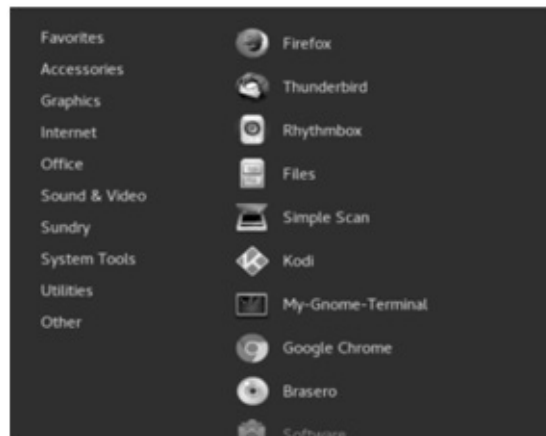 Favorites
Accessories
Graphics
Internet
Office
Sound & Video
Sundry
System Tools
Utilities
Other
Firefox
Thunderbird
Rhythmbox
Files
Simple Scan
Kodi
My-Gnome-Terminal
Google Chrome
Brasero
Software